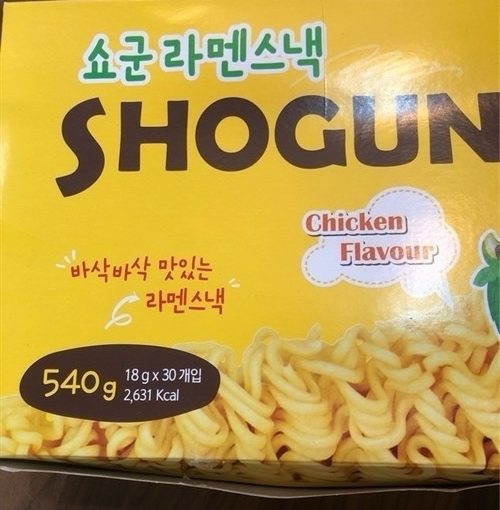 쇼군 라멘스낵
SHOGUN
Chicken
Flavour
바삭바삭 맛있는
라멘스낵
540g
18g x 30개입
2,631 Kcal